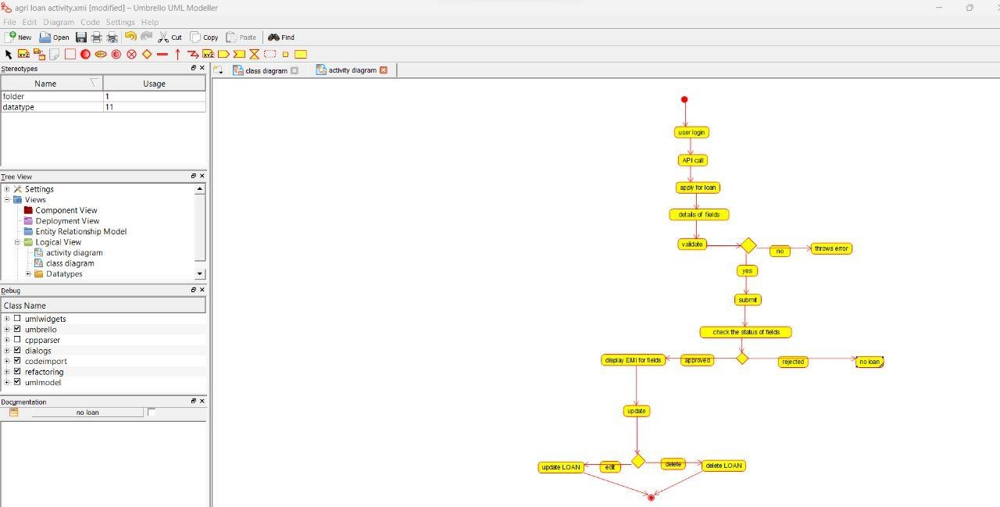 agri loan activity.xmi [modified] – Umbrello UML Modeller
File Edit Diagram Code Settings Help
New Open Cut Copy Paste Find
Stereotypes
Name Usage
folder 1
datatype 11
Tree View
Settings
Views
Component View
Deployment View
Entity Relationship Model
Logical View
activity diagram
class diagram
Datatypes
Debug
Class Name
umlwidgets
umbrello
cppparser
dialogs
codeimport
refactoring
umlmodel
Documentation
no loan
class diagram activity diagram
user login
API call
apply for loan
details of fields
validate no throws error
yes
submit
check the status of fields
display EMI for fields approved rejected no loan
update
update LOAN edit delete delete LOAN